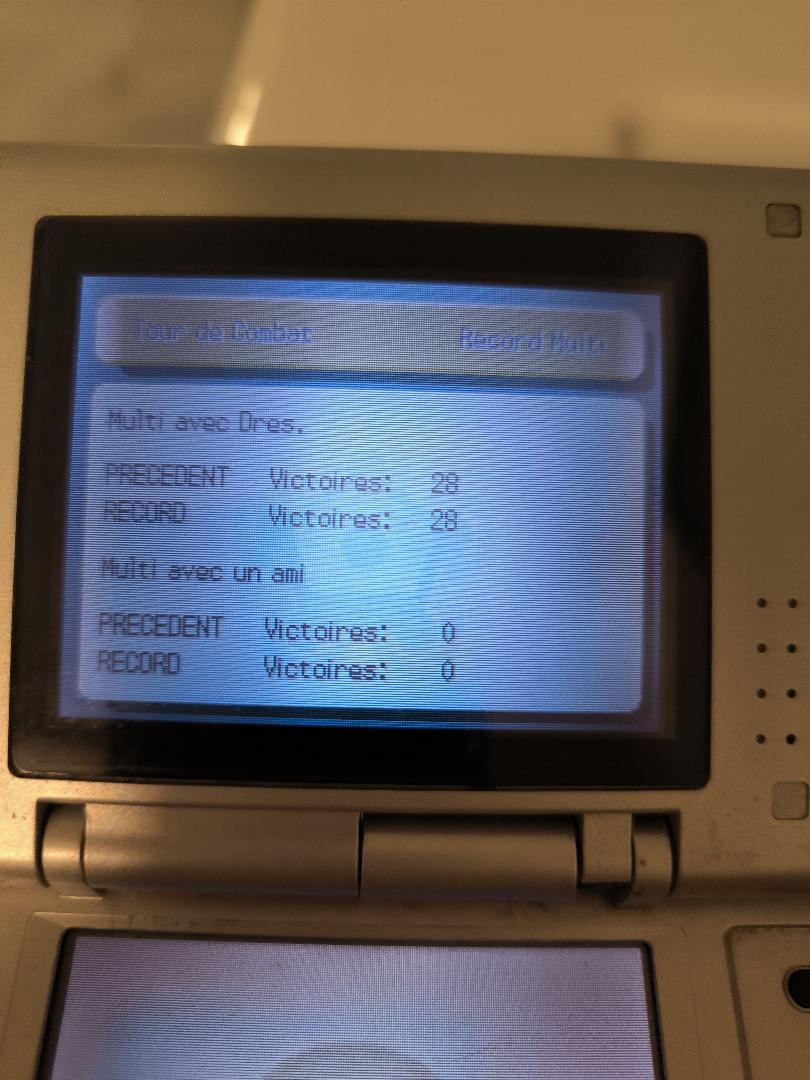 Tour de Combat Record Multi
Multi avec Dres.
PRECEDENT Victoires: 28
RECORD Victoires: 28
Multi avec un ami
PRECEDENT Victoires: 0
RECORD Victoires: 0